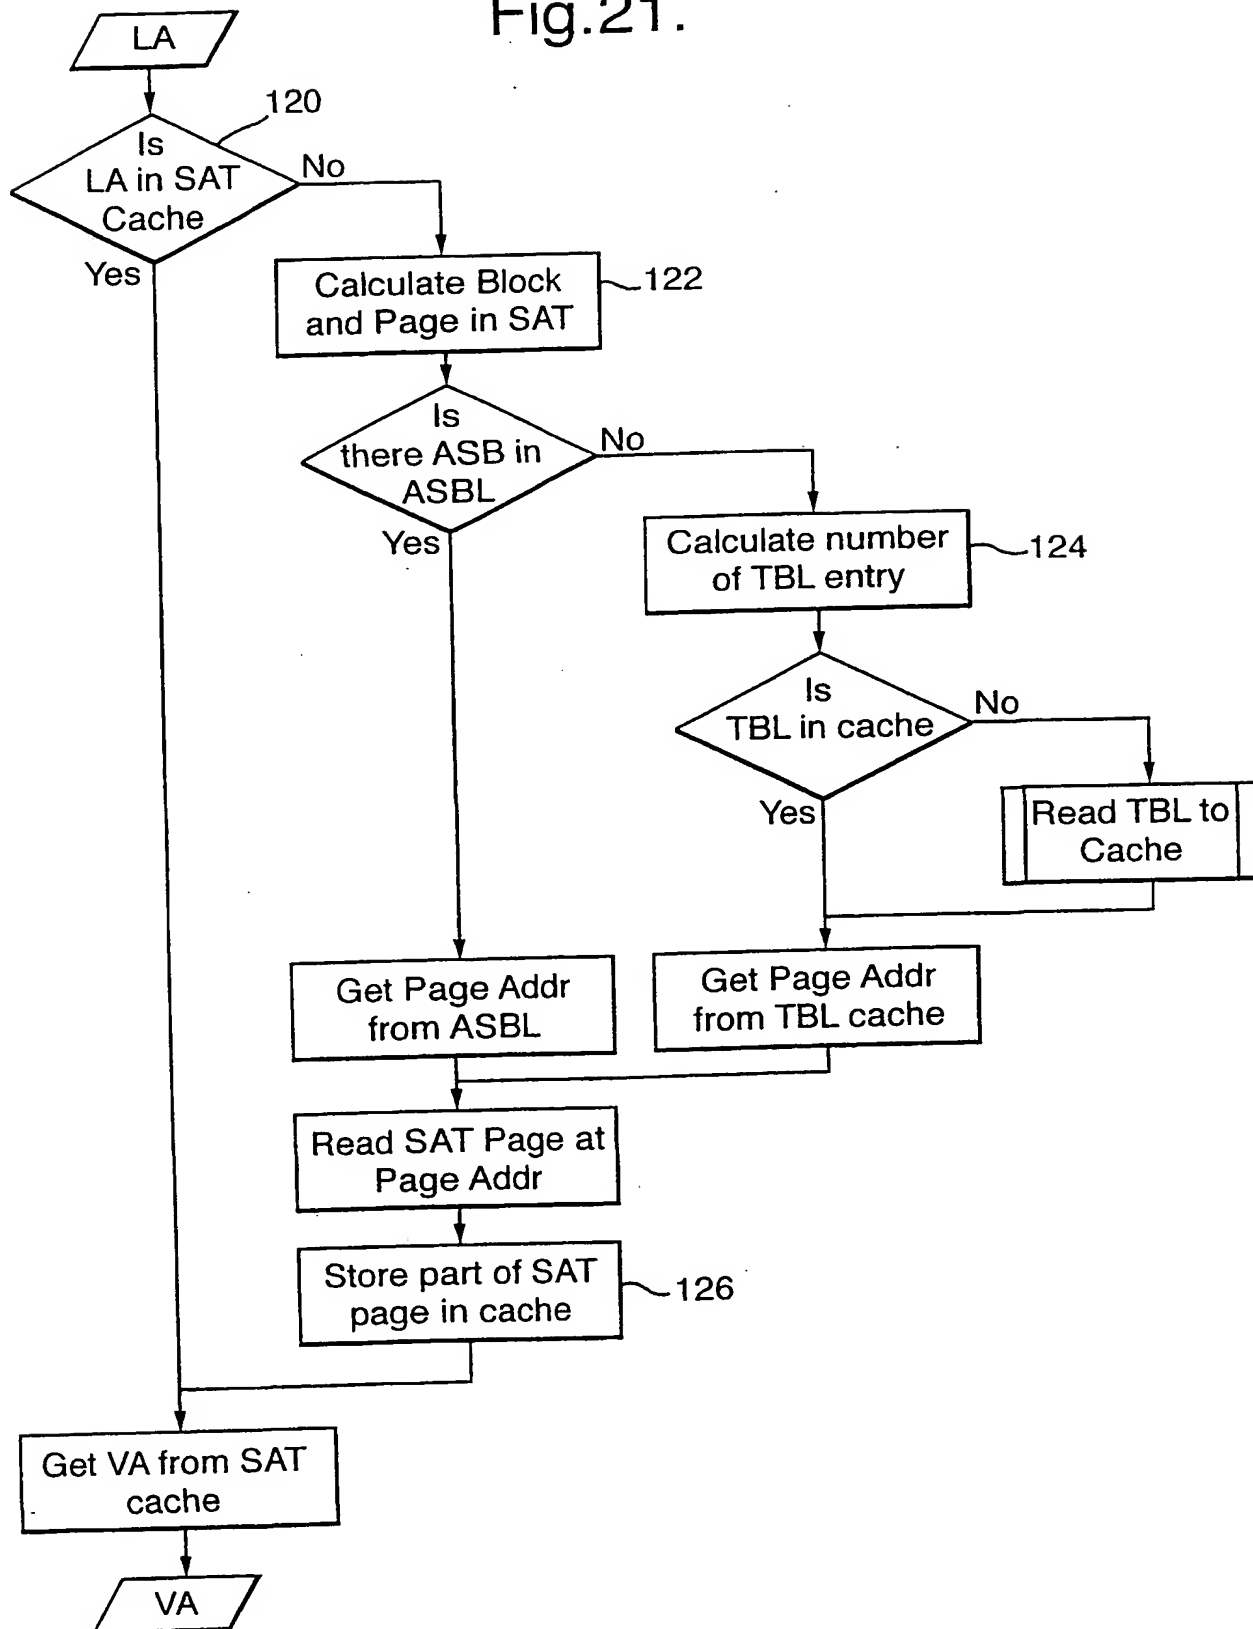 Fig.21.
LA
120
Is
LA in SAT
Cache
No
Yes
Calculate Block
and Page in SAT
122
Is
there ASB in
ASBL
No
Yes
Calculate number
of TBL entry
124
Is
TBL in cache
No
Yes
Read TBL to
Cache
Get Page Addr
from ASBL
Get Page Addr
from TBL cache
Read SAT Page at
Page Addr
Store part of SAT
page in cache
126
Get VA from SAT
cache
VA